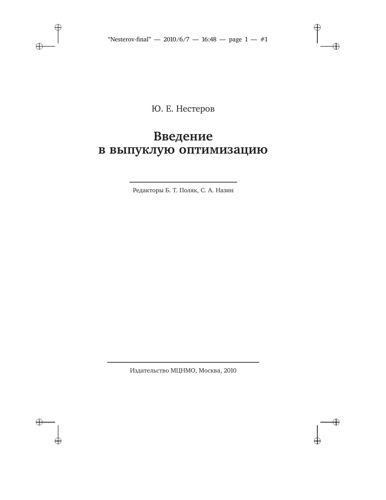 "Nesterov-final" — 2010/6/7 — 16:48 — page 1 — #1
Ю. Е. Нестеров
Введение
в выпуклую оптимизацию
Редакторы Б. Т. Поляк, С. А. Назин
Издательство МЦНМО, Москва, 2010